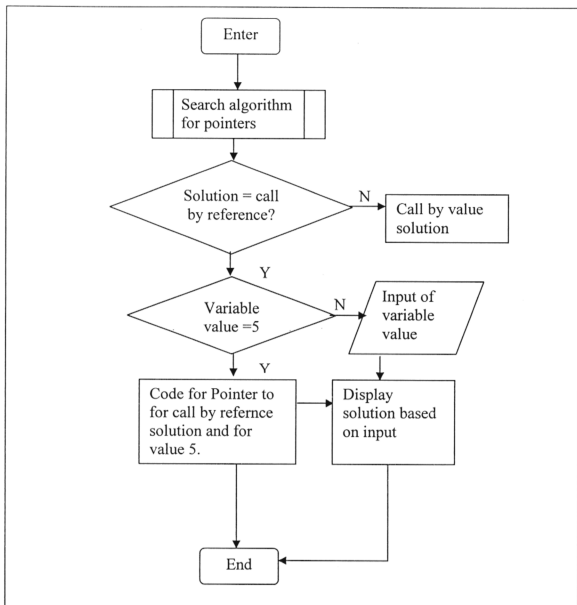 Enter
Search algorithm
for pointers
Solution = call
by reference?
N
Call by value
solution
Y
Variable
value =5
N
Input of
variable
value
Y
Code for Pointer to
for call by refernce
solution and for
value 5.
Display
solution based
on input
End